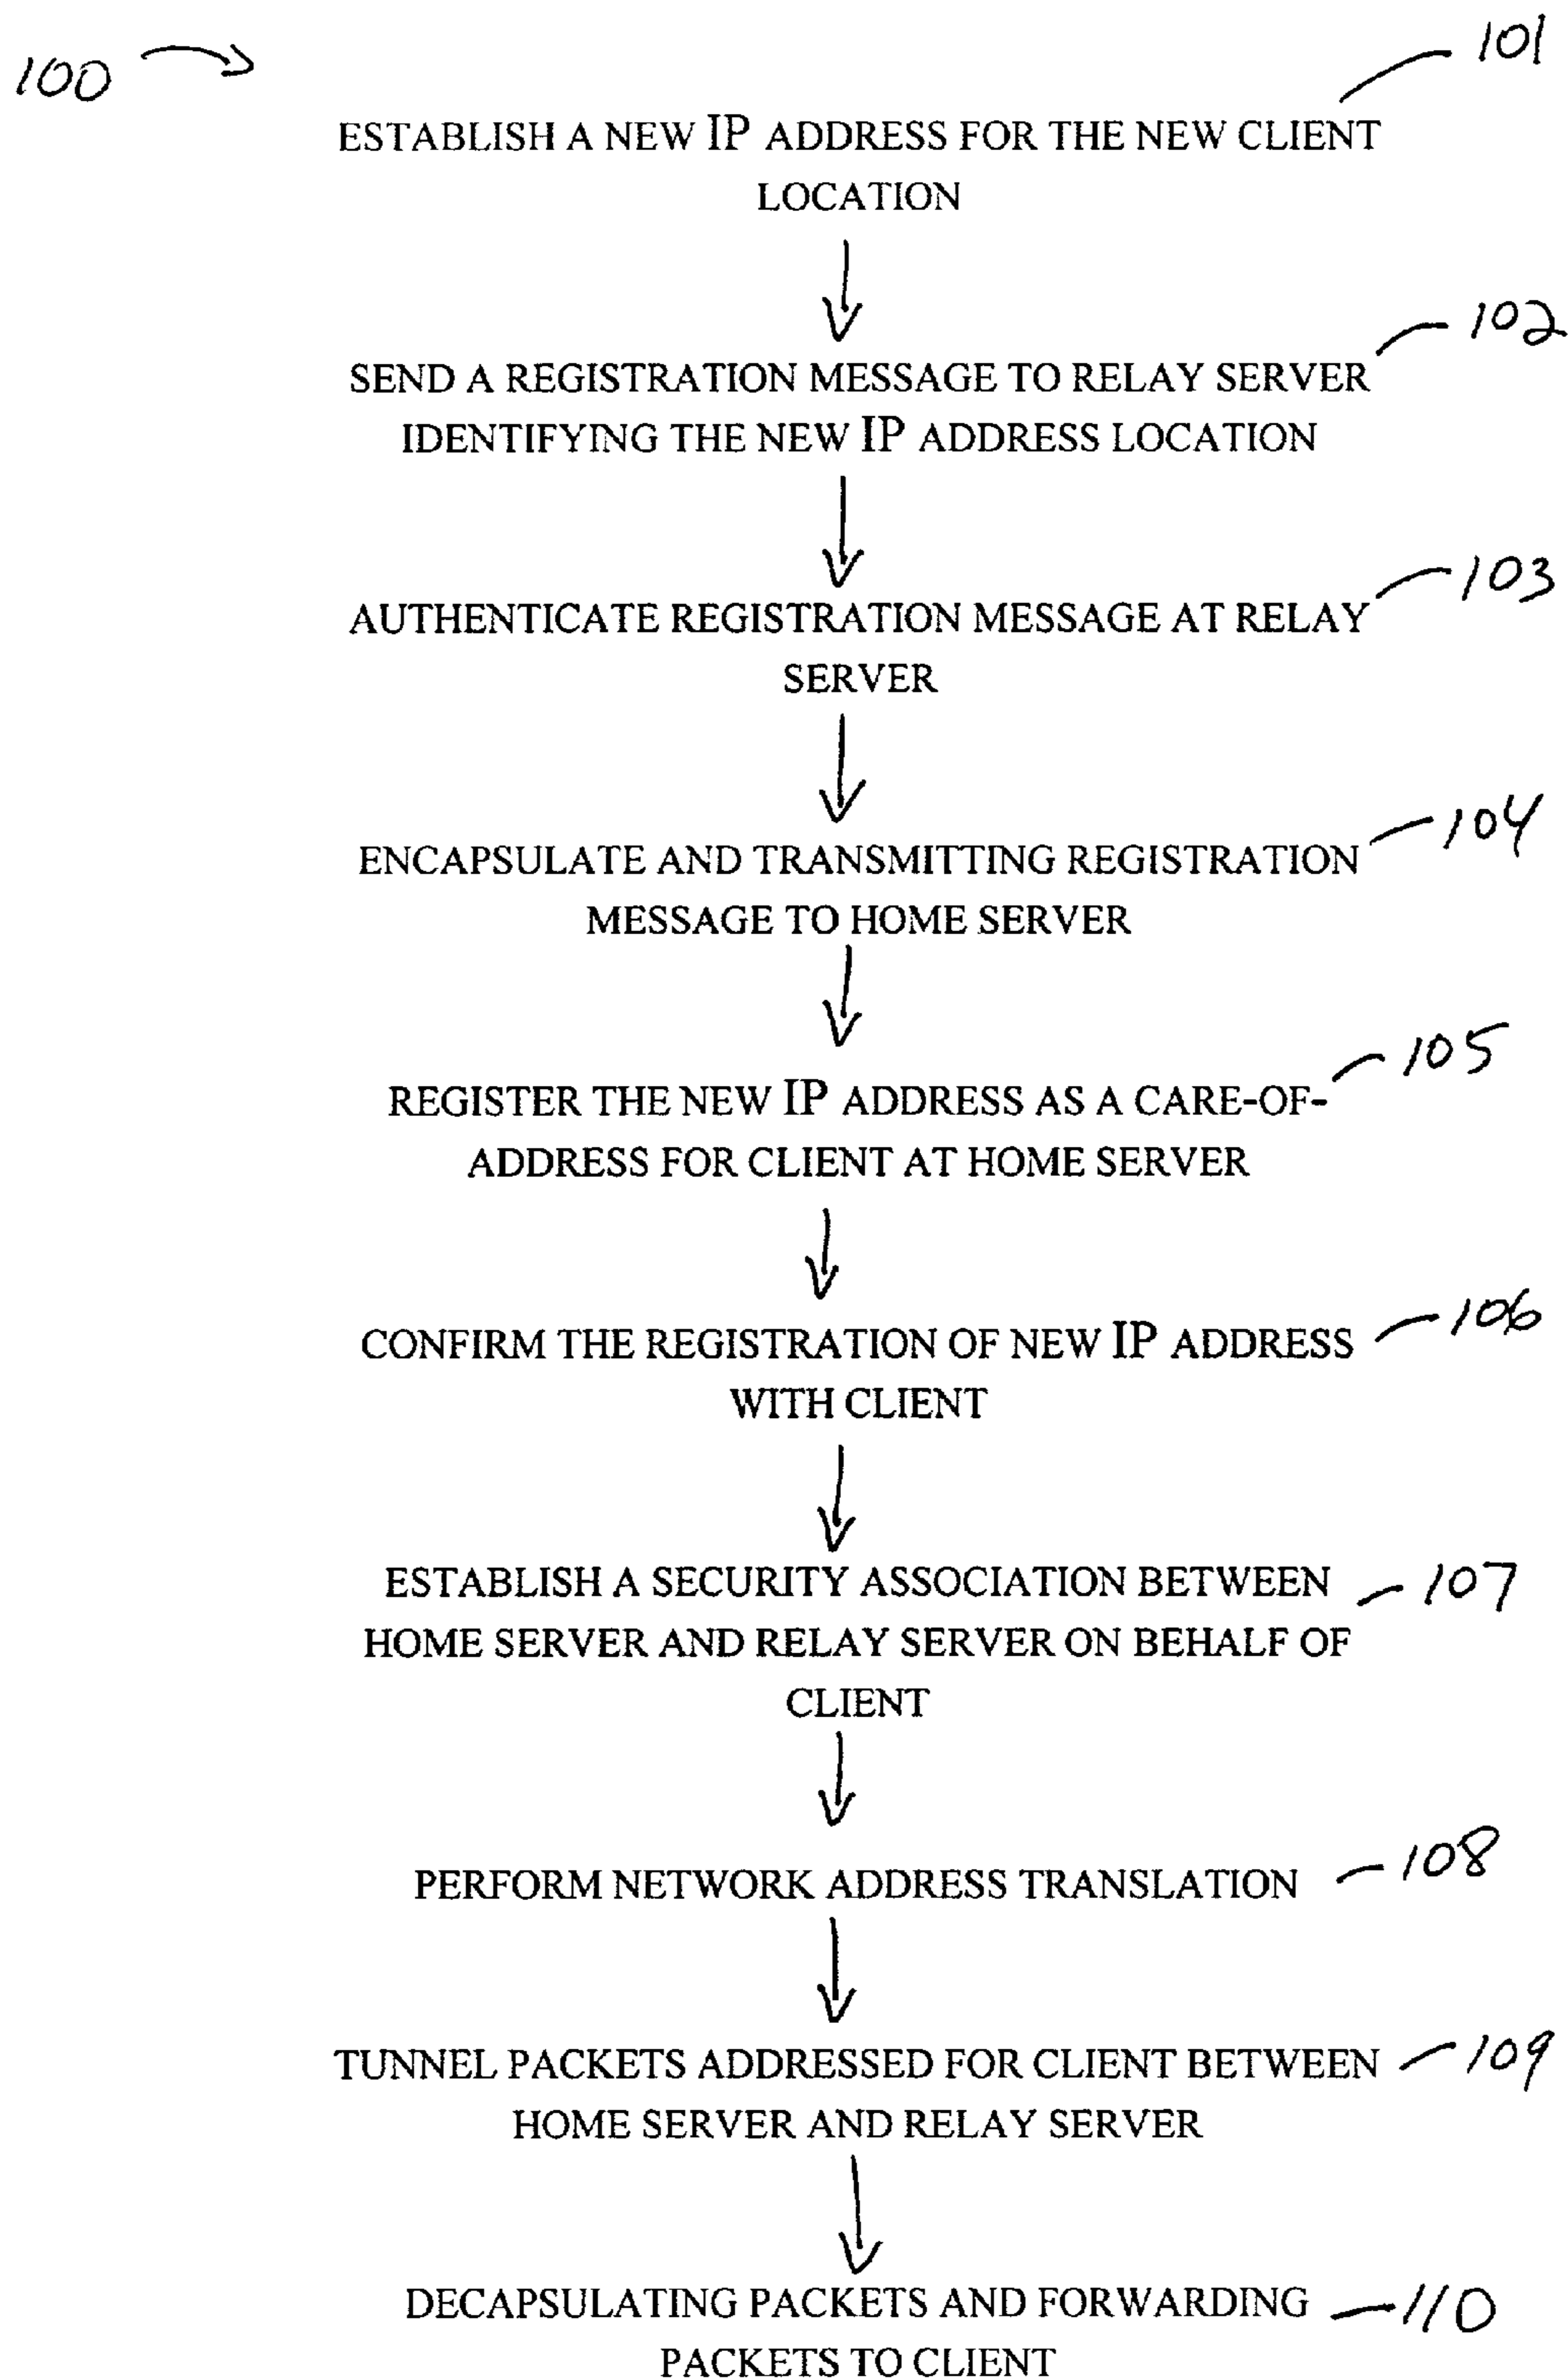 100
101
ESTABLISH A NEW IP ADDRESS FOR THE NEW CLIENT
LOCATION
102
SEND A REGISTRATION MESSAGE TO RELAY SERVER
IDENTIFYING THE NEW IP ADDRESS LOCATION
103
AUTHENTICATE REGISTRATION MESSAGE AT RELAY
SERVER
104
ENCAPSULATE AND TRANSMITTING REGISTRATION
MESSAGE TO HOME SERVER
105
REGISTER THE NEW IP ADDRESS AS A CARE-OF-
ADDRESS FOR CLIENT AT HOME SERVER
106
CONFIRM THE REGISTRATION OF NEW IP ADDRESS
WITH CLIENT
107
ESTABLISH A SECURITY ASSOCIATION BETWEEN
HOME SERVER AND RELAY SERVER ON BEHALF OF
CLIENT
108
PERFORM NETWORK ADDRESS TRANSLATION
109
TUNNEL PACKETS ADDRESSED FOR CLIENT BETWEEN
HOME SERVER AND RELAY SERVER
110
DECAPSULATING PACKETS AND FORWARDING
PACKETS TO CLIENT